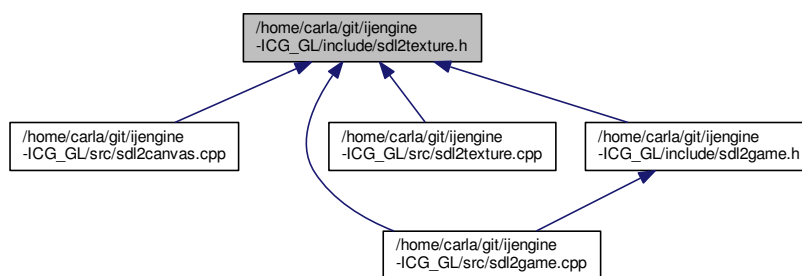 /home/carla/git/ijengine
-ICG_GL/include/sdl2texture.h
/home/carla/git/ijengine
-ICG_GL/src/sdl2canvas.cpp
/home/carla/git/ijengine
-ICG_GL/src/sdl2texture.cpp
/home/carla/git/ijengine
-ICG_GL/include/sdl2game.h
/home/carla/git/ijengine
-ICG_GL/src/sdl2game.cpp